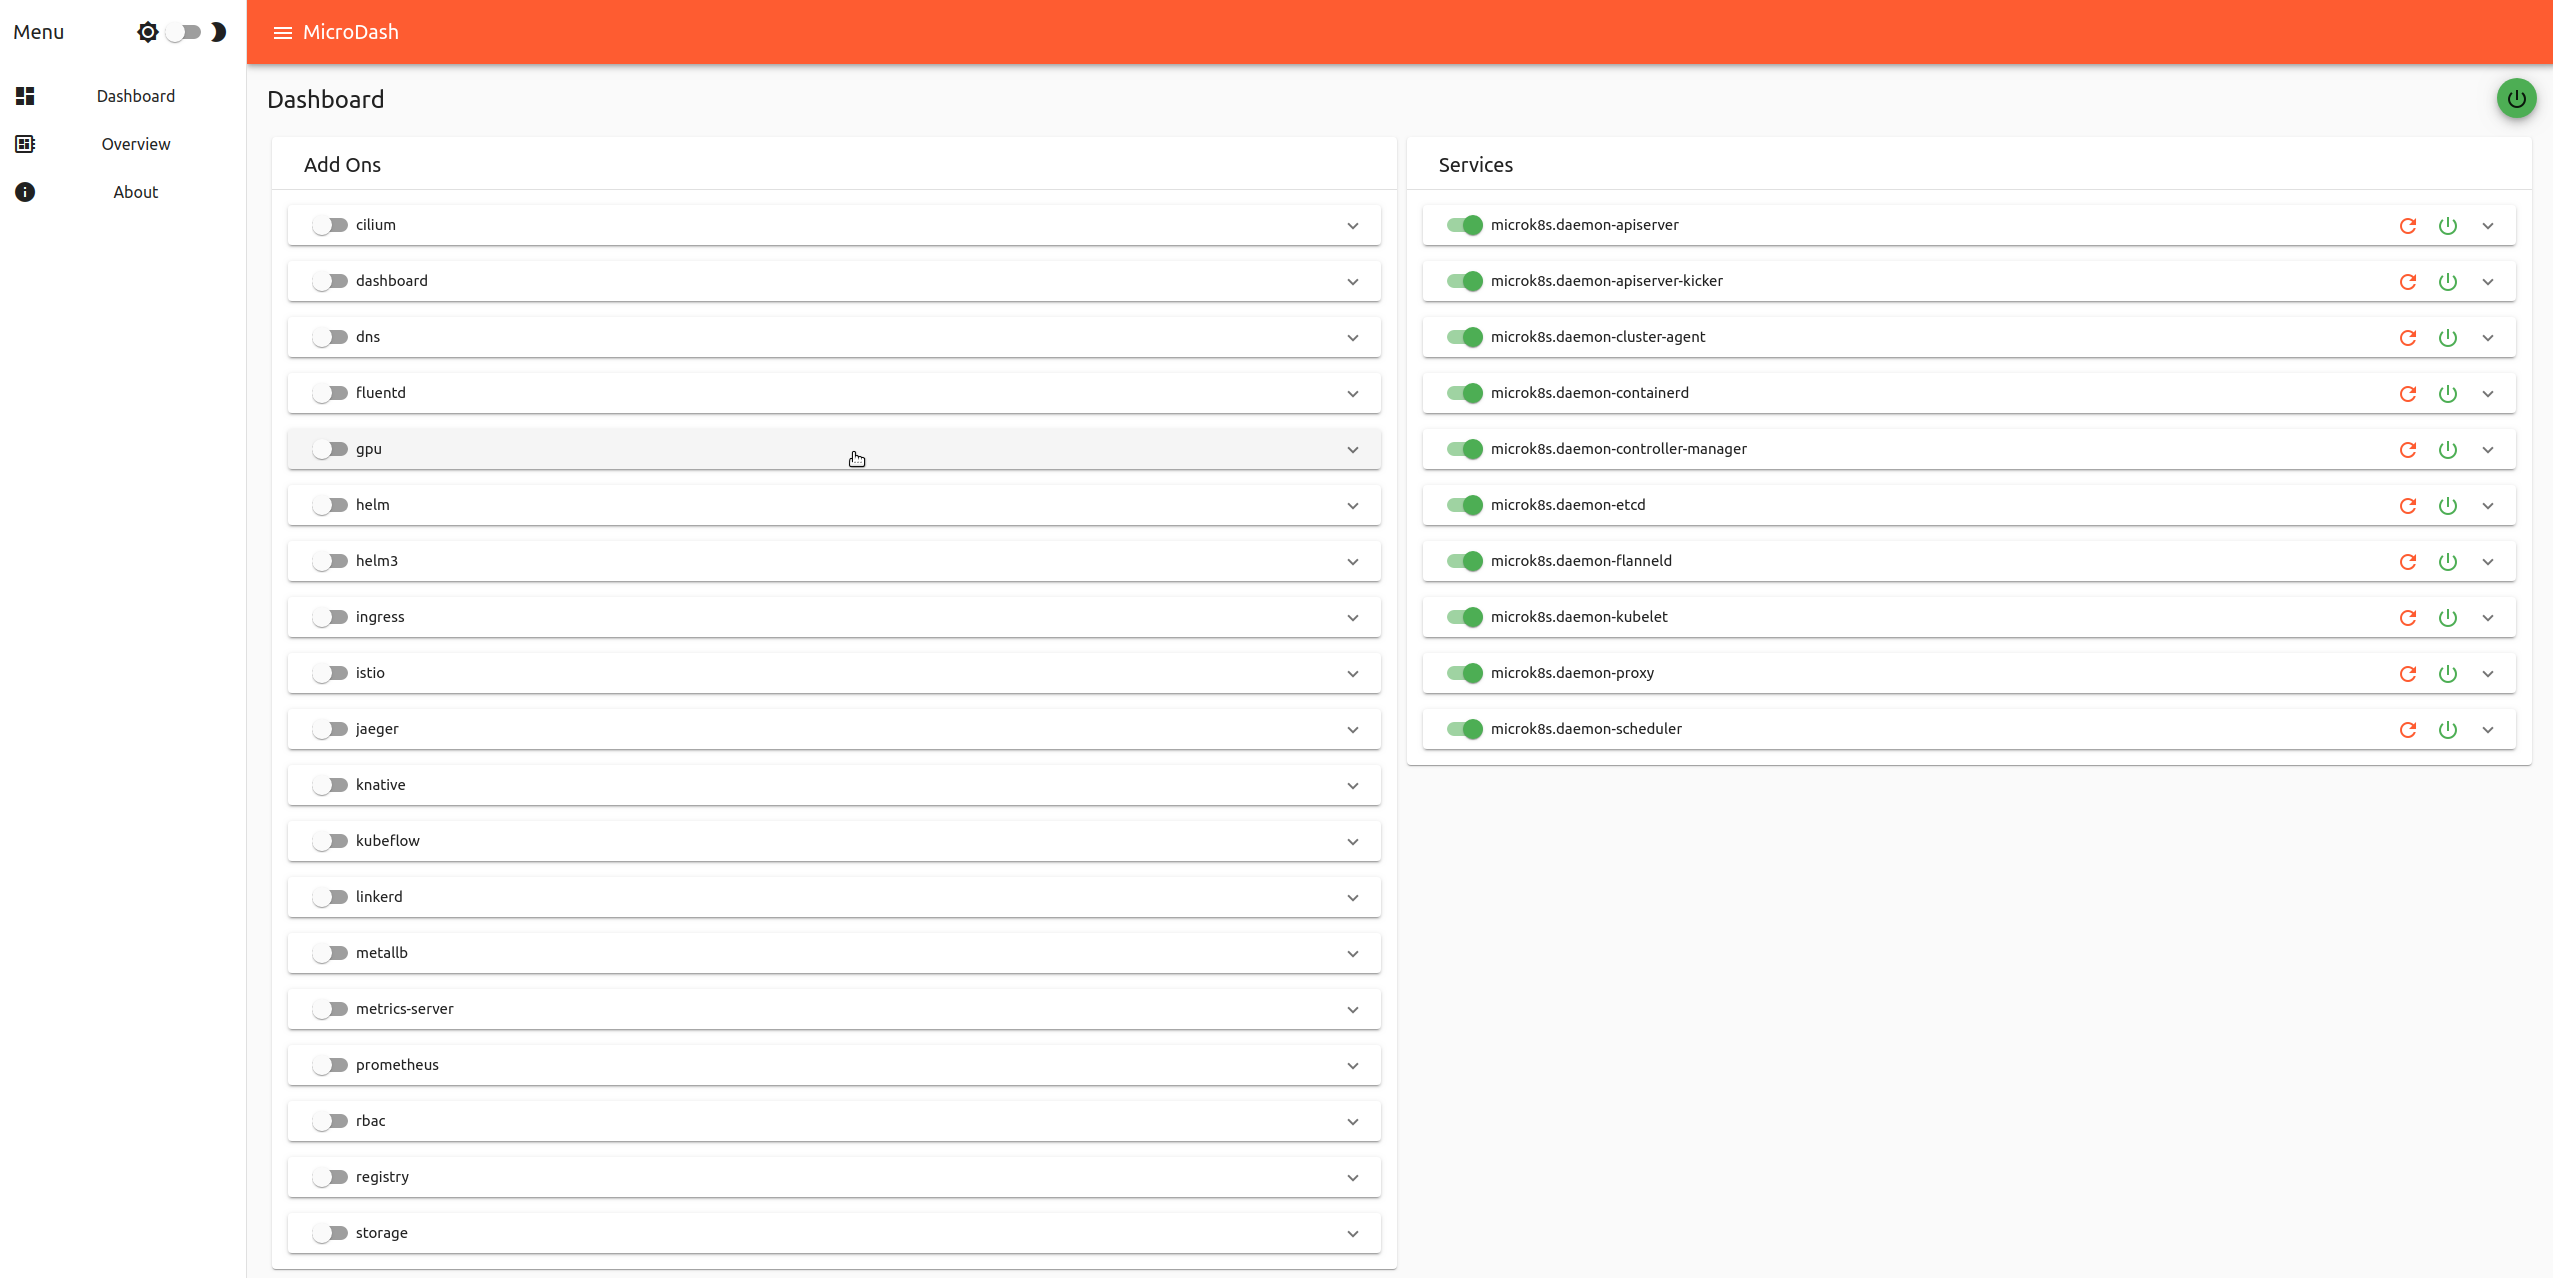 Menu
MicroDash
Dashboard
Overview
About
Dashboard
Add Ons
cilium
dashboard
dns
fluentd
gpu
helm
helm3
ingress
istio
jaeger
knative
kubeflow
linkerd
metallb
metrics-server
prometheus
rbac
registry
storage
Services
microk8s.daemon-apiserver
microk8s.daemon-apiserver-kicker
microk8s.daemon-cluster-agent
microk8s.daemon-containerd
microk8s.daemon-controller-manager
microk8s.daemon-etcd
microk8s.daemon-flanneld
microk8s.daemon-kubelet
microk8s.daemon-proxy
microk8s.daemon-scheduler